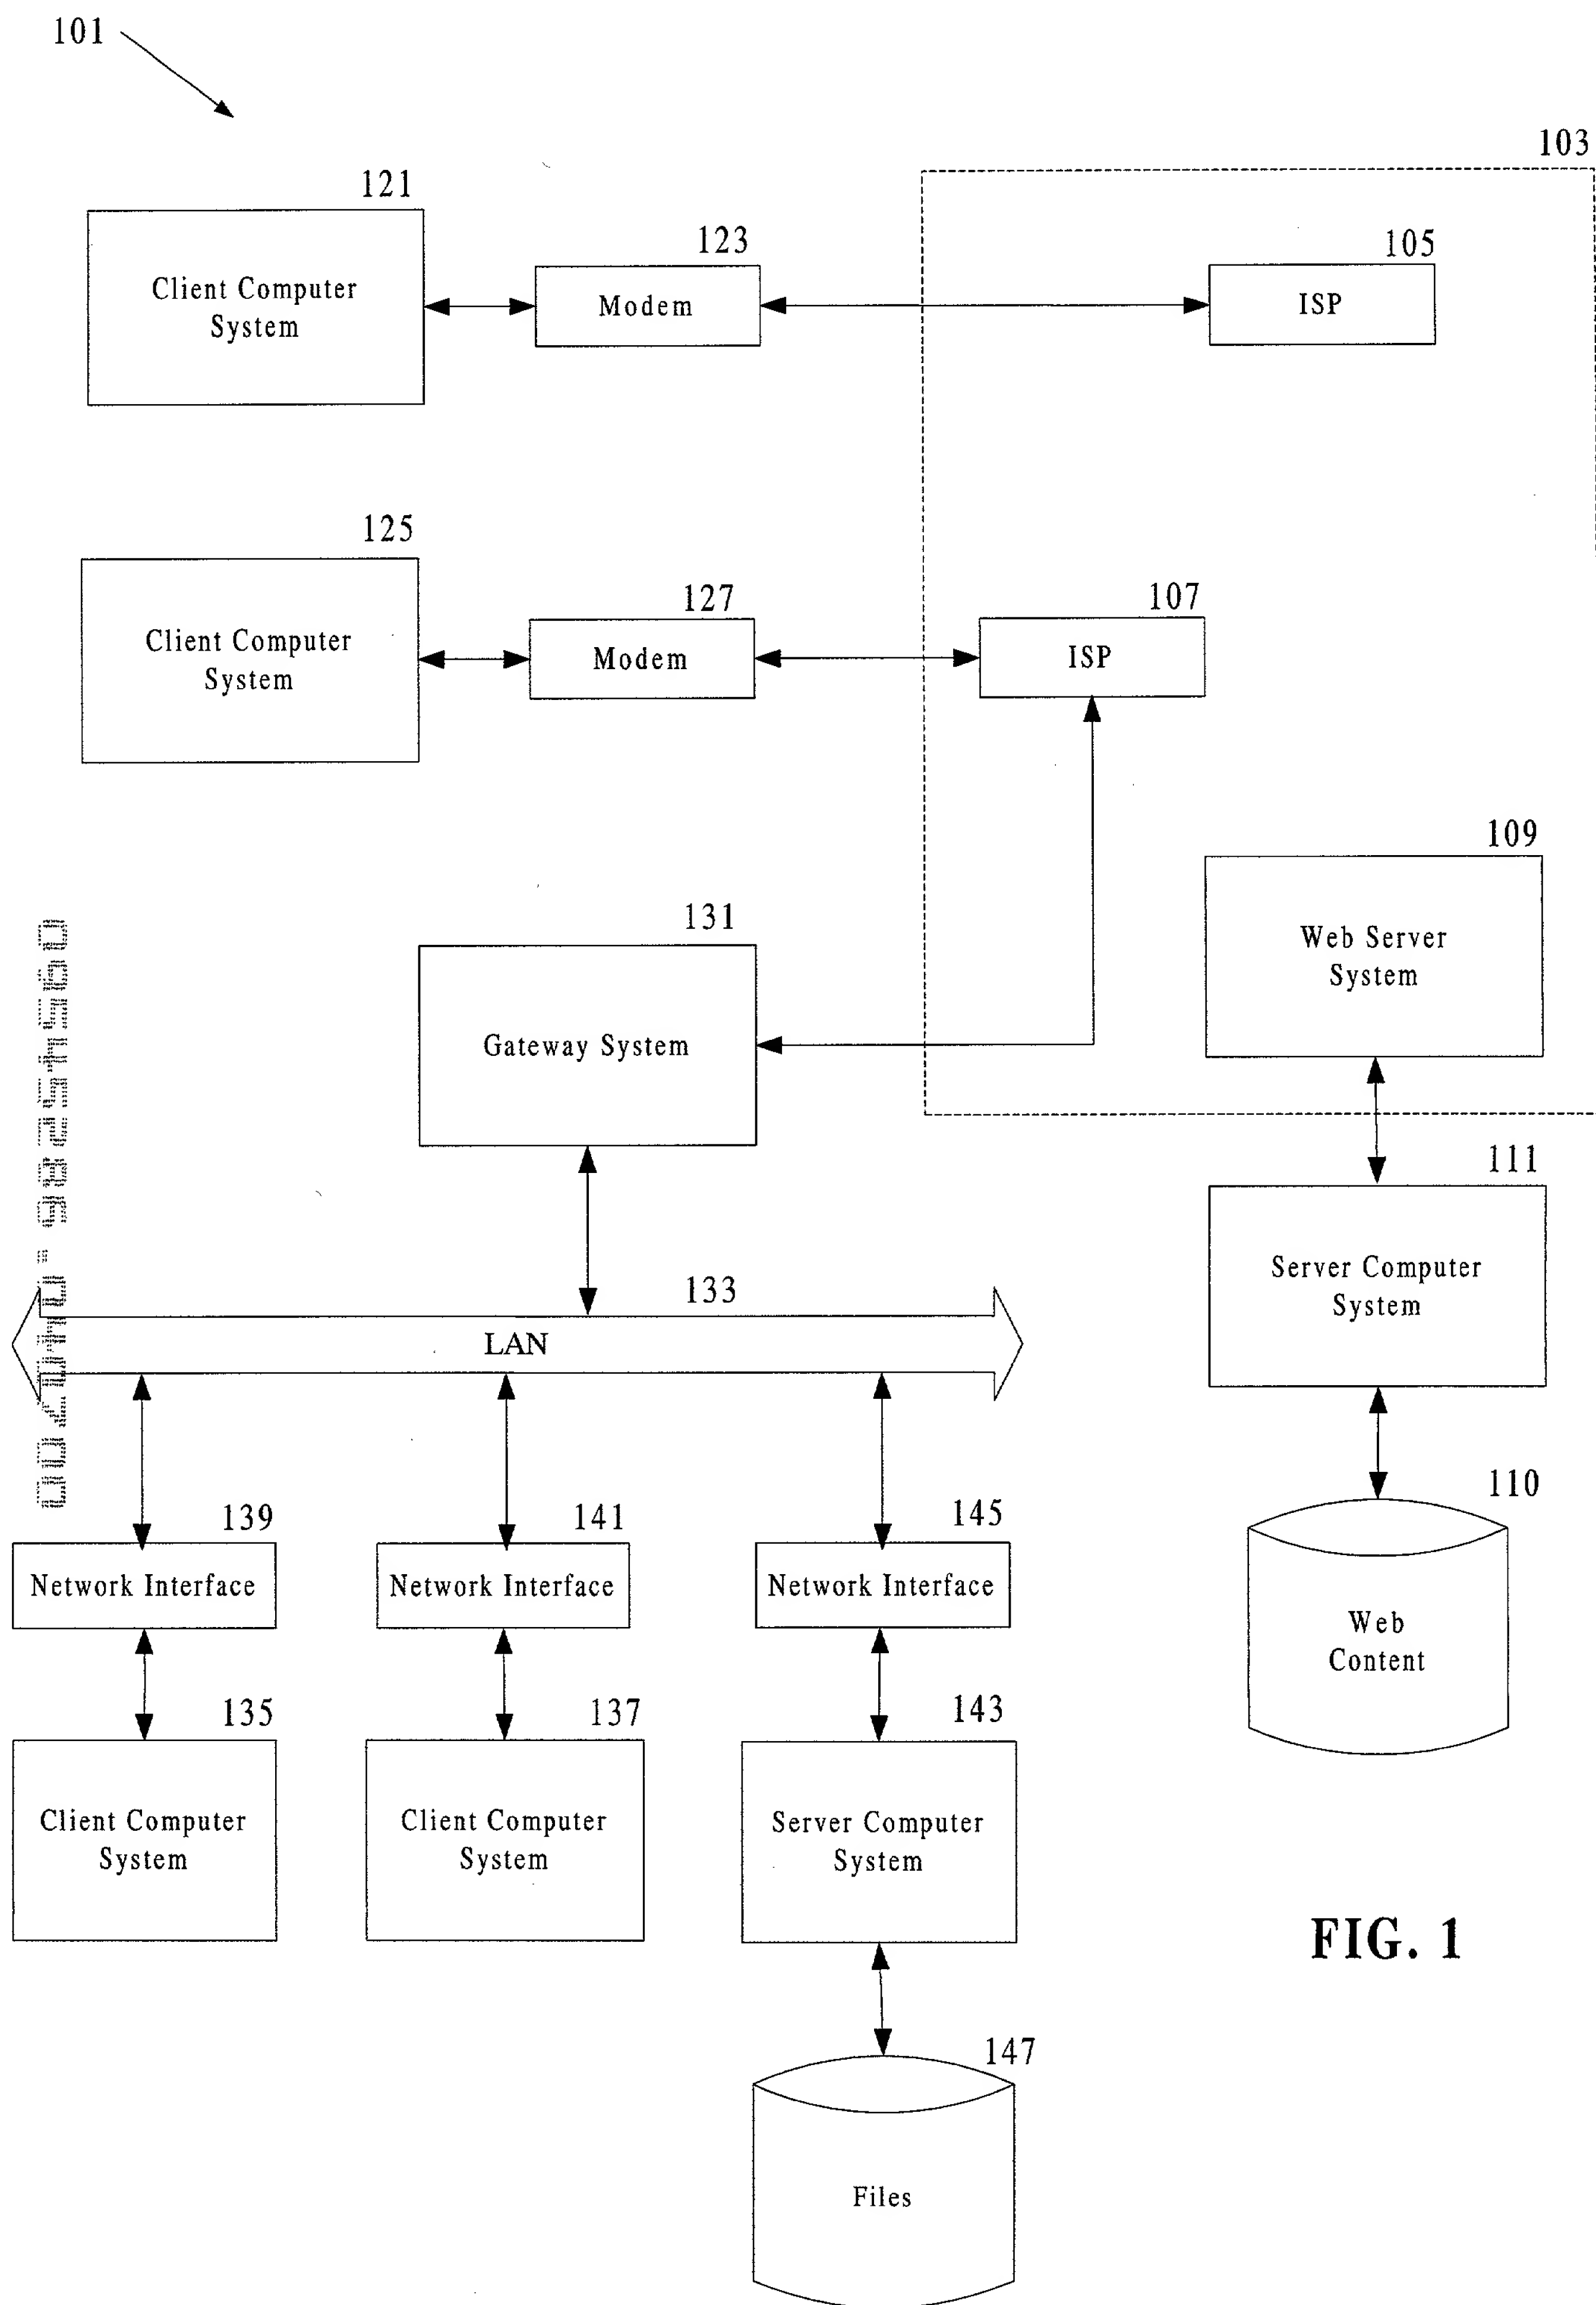 101
103
121
123
105
Client Computer
System
Modem
ISP
125
127
107
Client Computer
System
Modem
ISP
109
131
Web Server
System
Gateway System
111
133
Server Computer
System
LAN
110
139
141
145
Network Interface
Network Interface
Network Interface
Web
Content
135
137
143
Client Computer
System
Client Computer
System
Server Computer
System
FIG. 1
147
Files